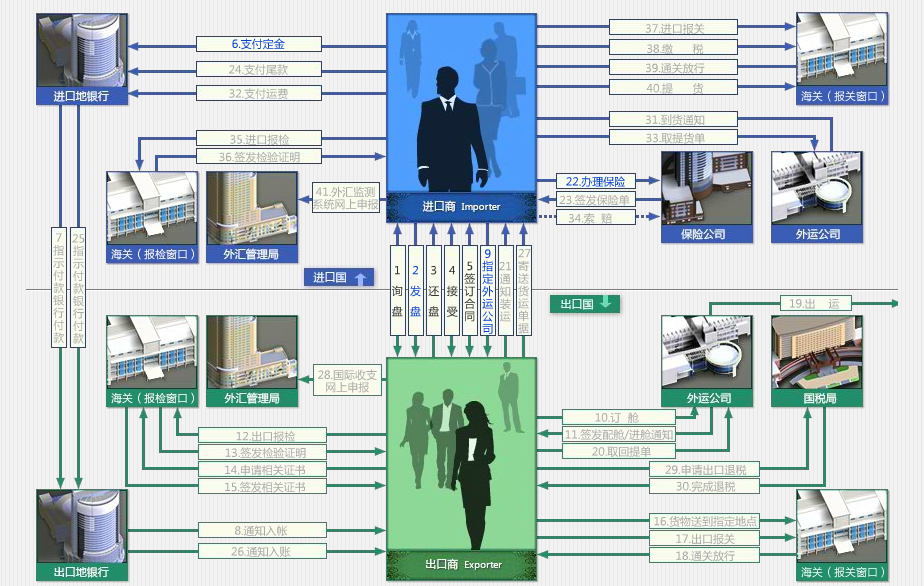 6.支付定金
24.支付尾款
32.支付运费
进口地银行
35.进口报检
36.签发检验证明
41.外汇监测
系统网上申报
海关（报检窗口）
外汇管理局
进口商 Importer
37.进口报关
38.缴 税
39.通关放行
40.提 货
海关（报关窗口）
31.到货通知
33.取提货单
22.办理保险
23.签发保险单
34.索 赔
保险公司
外运公司
7指示付款银行付款
25指示付款银行付款
进口国
1询盘
2发盘
3还盘
4接受
5签订合同
9指定外运公司
21通知装运
27寄送货运单据
出口国
19.出 运
海关（报检窗口）
外汇管理局
28.国际收支
网上申报
外运公司
国税局
10.订 舱
11.签发配舱/进舱通知
20.取回提单
12.出口报检
13.签发检验证明
14.申请相关证书
15.签发相关证书
29.申请出口退税
30.完成退税
8.通知入帐
26.通知入账
出口地银行
16.货物送到指定地点
17.出口报关
18.通关放行
海关（报关窗口）
出口商 Exporter